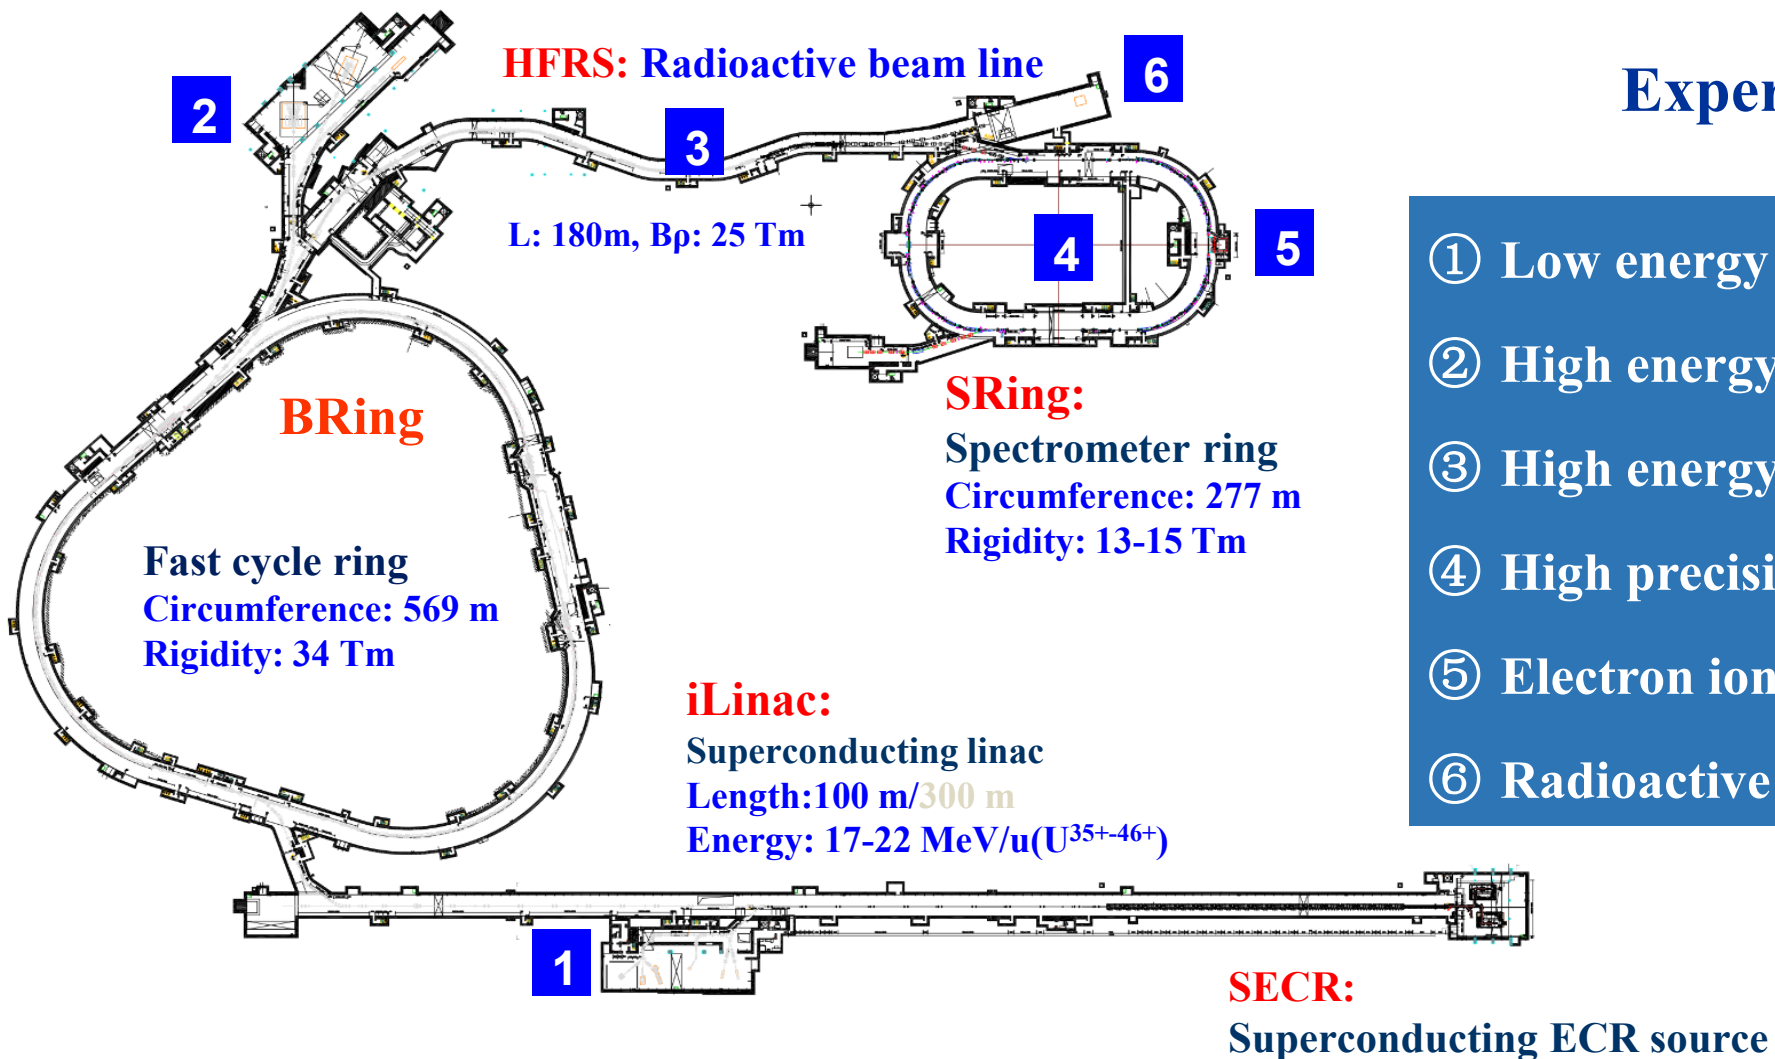 HFRS: Radioactive beam line
2
3
6
L: 180m, Bρ: 25 Tm
4
5
BRing
Fast cycle ring
Circumference: 569 m
Rigidity: 34 Tm
SRing:
Spectrometer ring
Circumference: 277 m
Rigidity: 13-15 Tm
iLinac:
Superconducting linac
Length:100 m/300 m
Energy: 17-22 MeV/u(U35+-46+)
1
SECR:
Superconducting ECR source
Exper
① Low energy
② High energy
③ High energy
④ High precisi
⑤ Electron ion
⑥ Radioactive